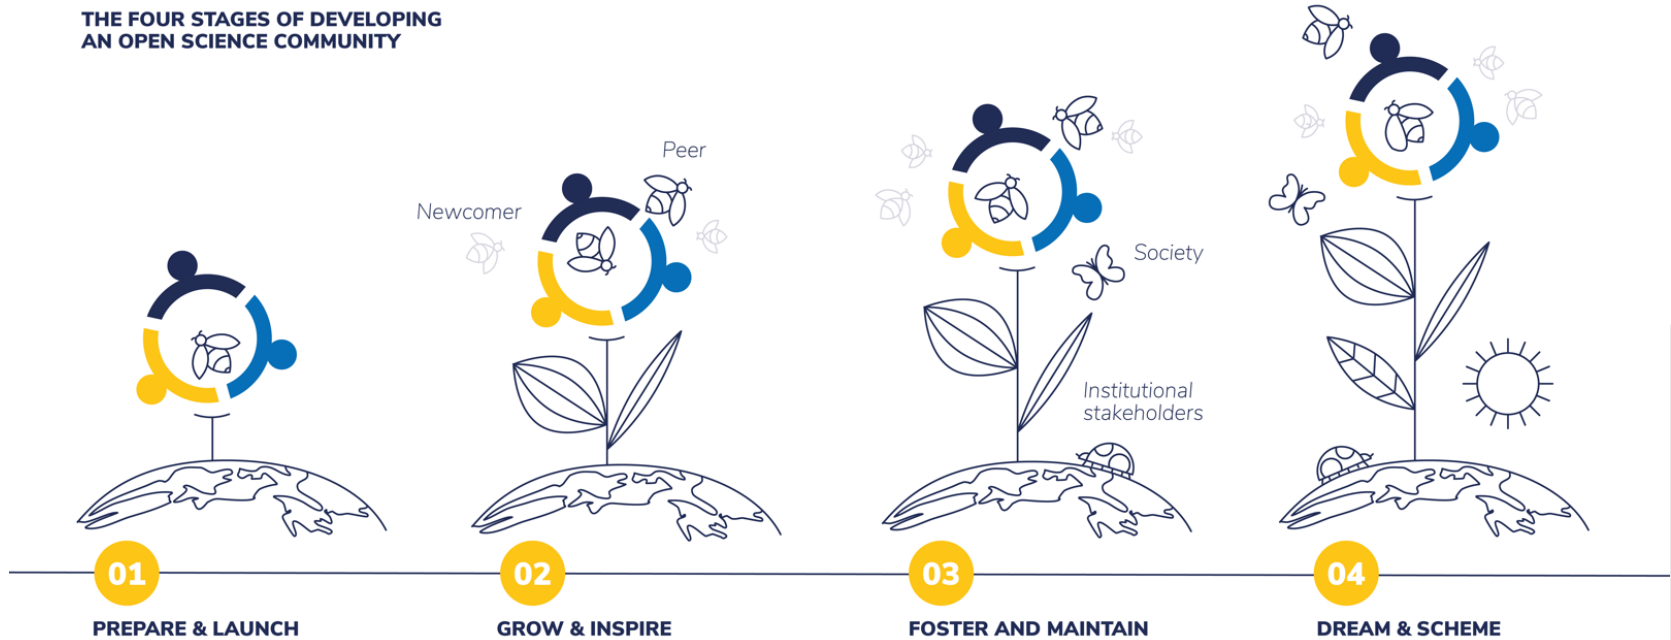 THE FOUR STAGES OF DEVELOPING
AN OPEN SCIENCE COMMUNITY
Newcomer
Peer
Society
Institutional
stakeholders
01
PREPARE & LAUNCH
02
GROW & INSPIRE
03
FOSTER AND MAINTAIN
04
DREAM & SCHEME